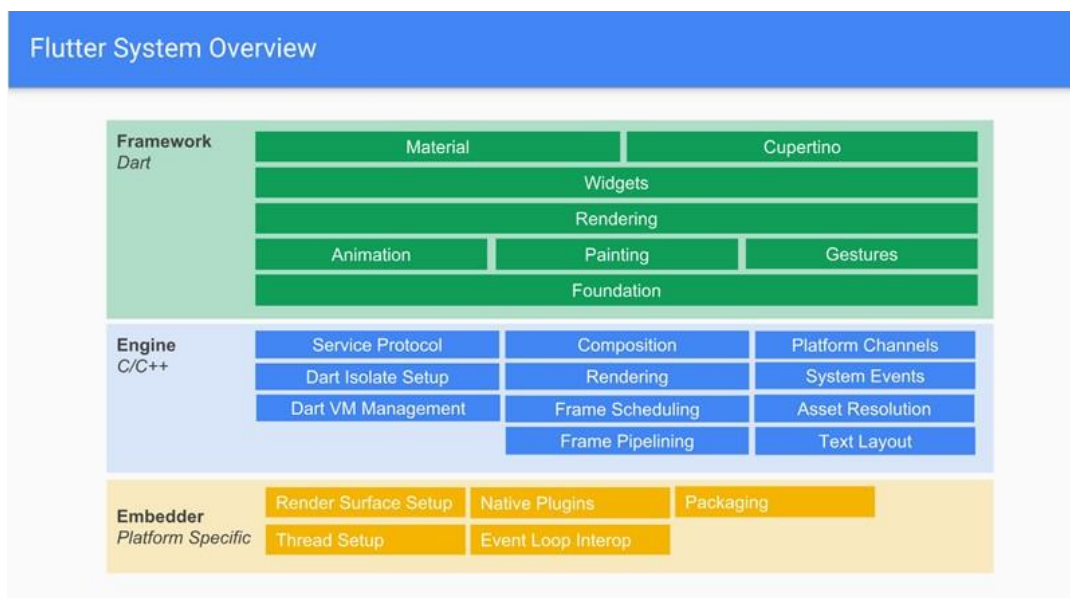 Flutter System Overview
Framework
Dart
Material
Cupertino
Widgets
Rendering
Animation
Painting
Gestures
Foundation
Engine
C/C++
Service Protocol
Composition
Platform Channels
Dart Isolate Setup
Rendering
System Events
Dart VM Management
Frame Scheduling
Asset Resolution
Frame Pipelining
Text Layout
Embedder
Platform Specific
Render Surface Setup
Native Plugins
Packaging
Thread Setup
Event Loop Interop